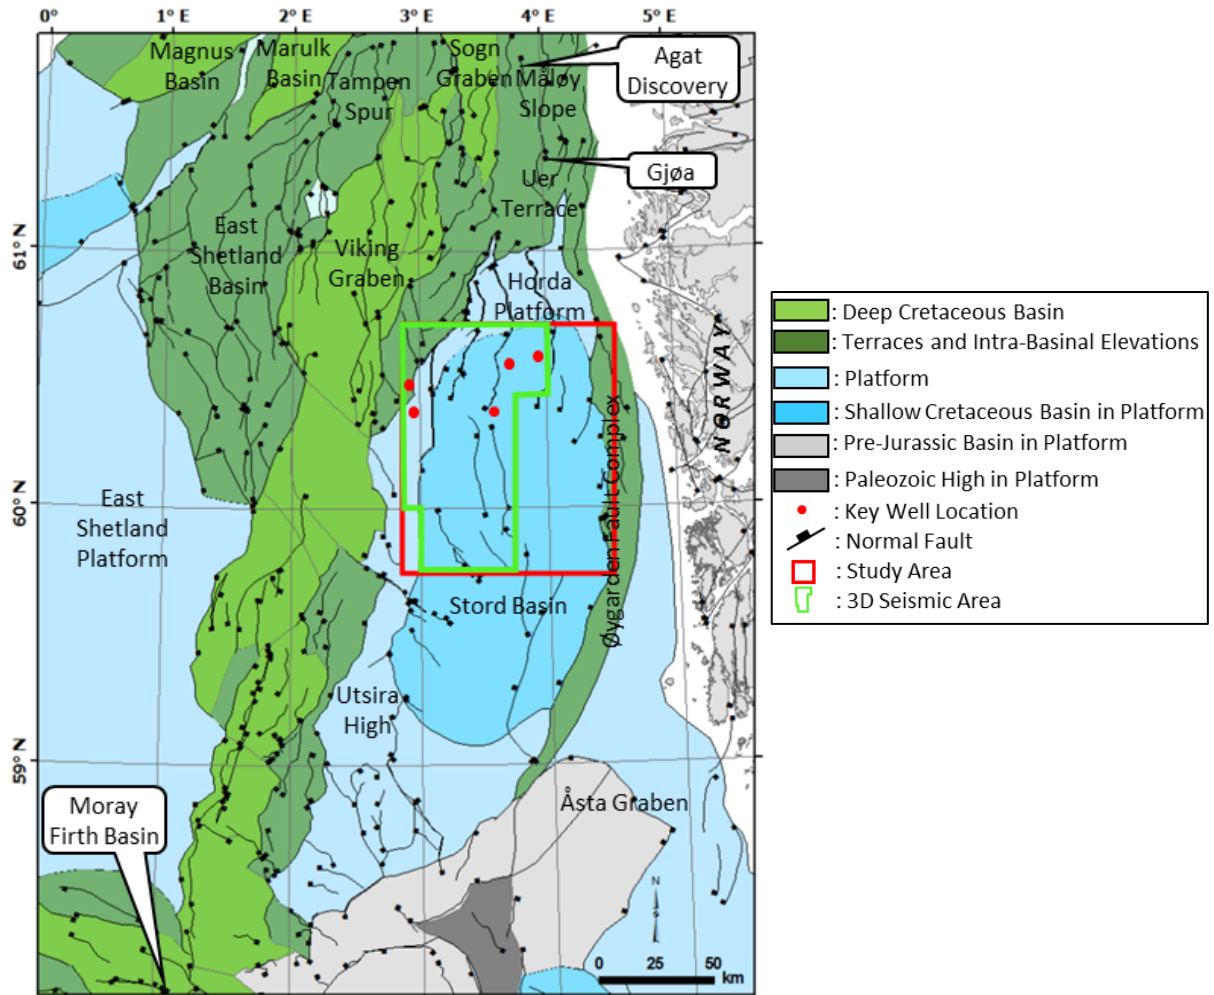 0° 1° E 2° E 3° E 4° E 5° E
Magnus
Basin
Marulk
Basin
Tampen
Spur
Sogn
Graben
Måløy
Slope
Agat
Discovery
Gjøa
Uer
Terrace
61° N
East
Shetland
Basin
Viking
Graben
Horda
Platform
NORWAY
60° N
East
Shetland
Platform
Øygarden Fault Complex
Stord Basin
Utsira
High
59° N
Åsta Graben
Moray
Firth Basin
N
S
0 25 50
km
: Deep Cretaceous Basin
: Terraces and Intra-Basinal Elevations
: Platform
: Shallow Cretaceous Basin in Platform
: Pre-Jurassic Basin in Platform
: Paleozoic High in Platform
: Key Well Location
: Normal Fault
: Study Area
: 3D Seismic Area